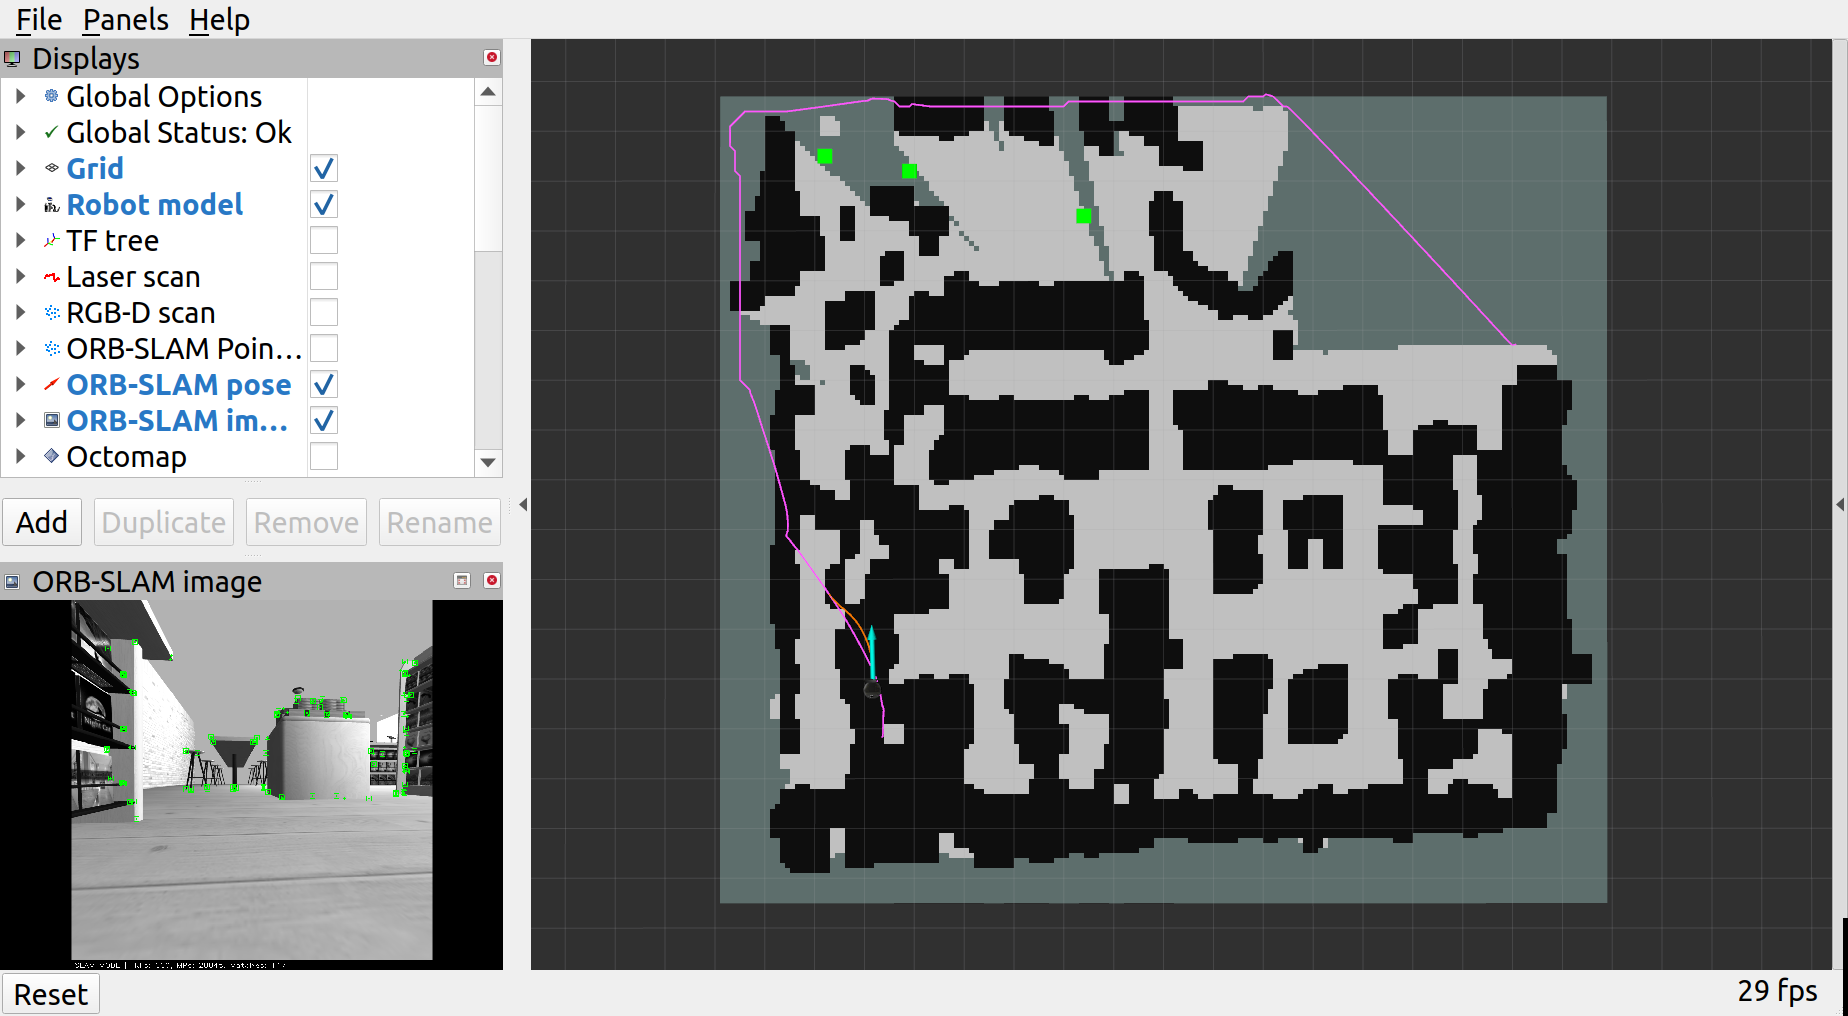 File Panels Help
Displays
Global Options
Global Status: Ok
Grid
Robot model
TF tree
Laser scan
RGB-D scan
ORB-SLAM Poin...
ORB-SLAM pose
ORB-SLAM im...
Octomap
Add Duplicate Remove Rename
ORB-SLAM image
Reset
29 fps